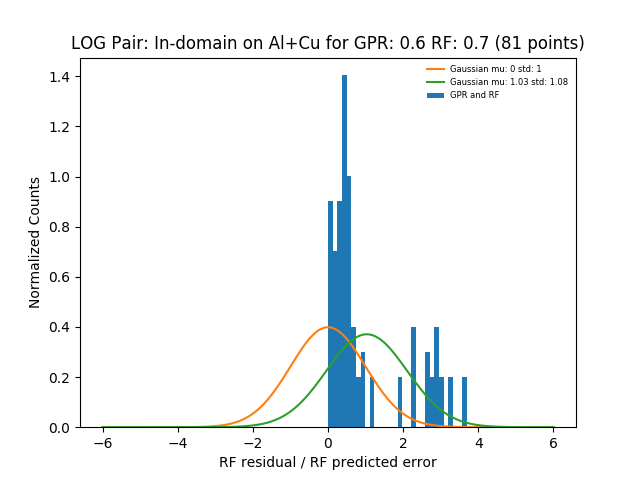 LOG Pair: In-domain on Al+Cu for GPR: 0.6 RF: 0.7 (81 points)
Gaussian mu: 0 std: 1
Gaussian mu: 1.03 std: 1.08
GPR and RF
Normalized Counts
1.4
1.2
1.0
0.8
0.6
0.4
0.2
0.0
−6 −4 −2 0 2 4 6
RF residual / RF predicted error